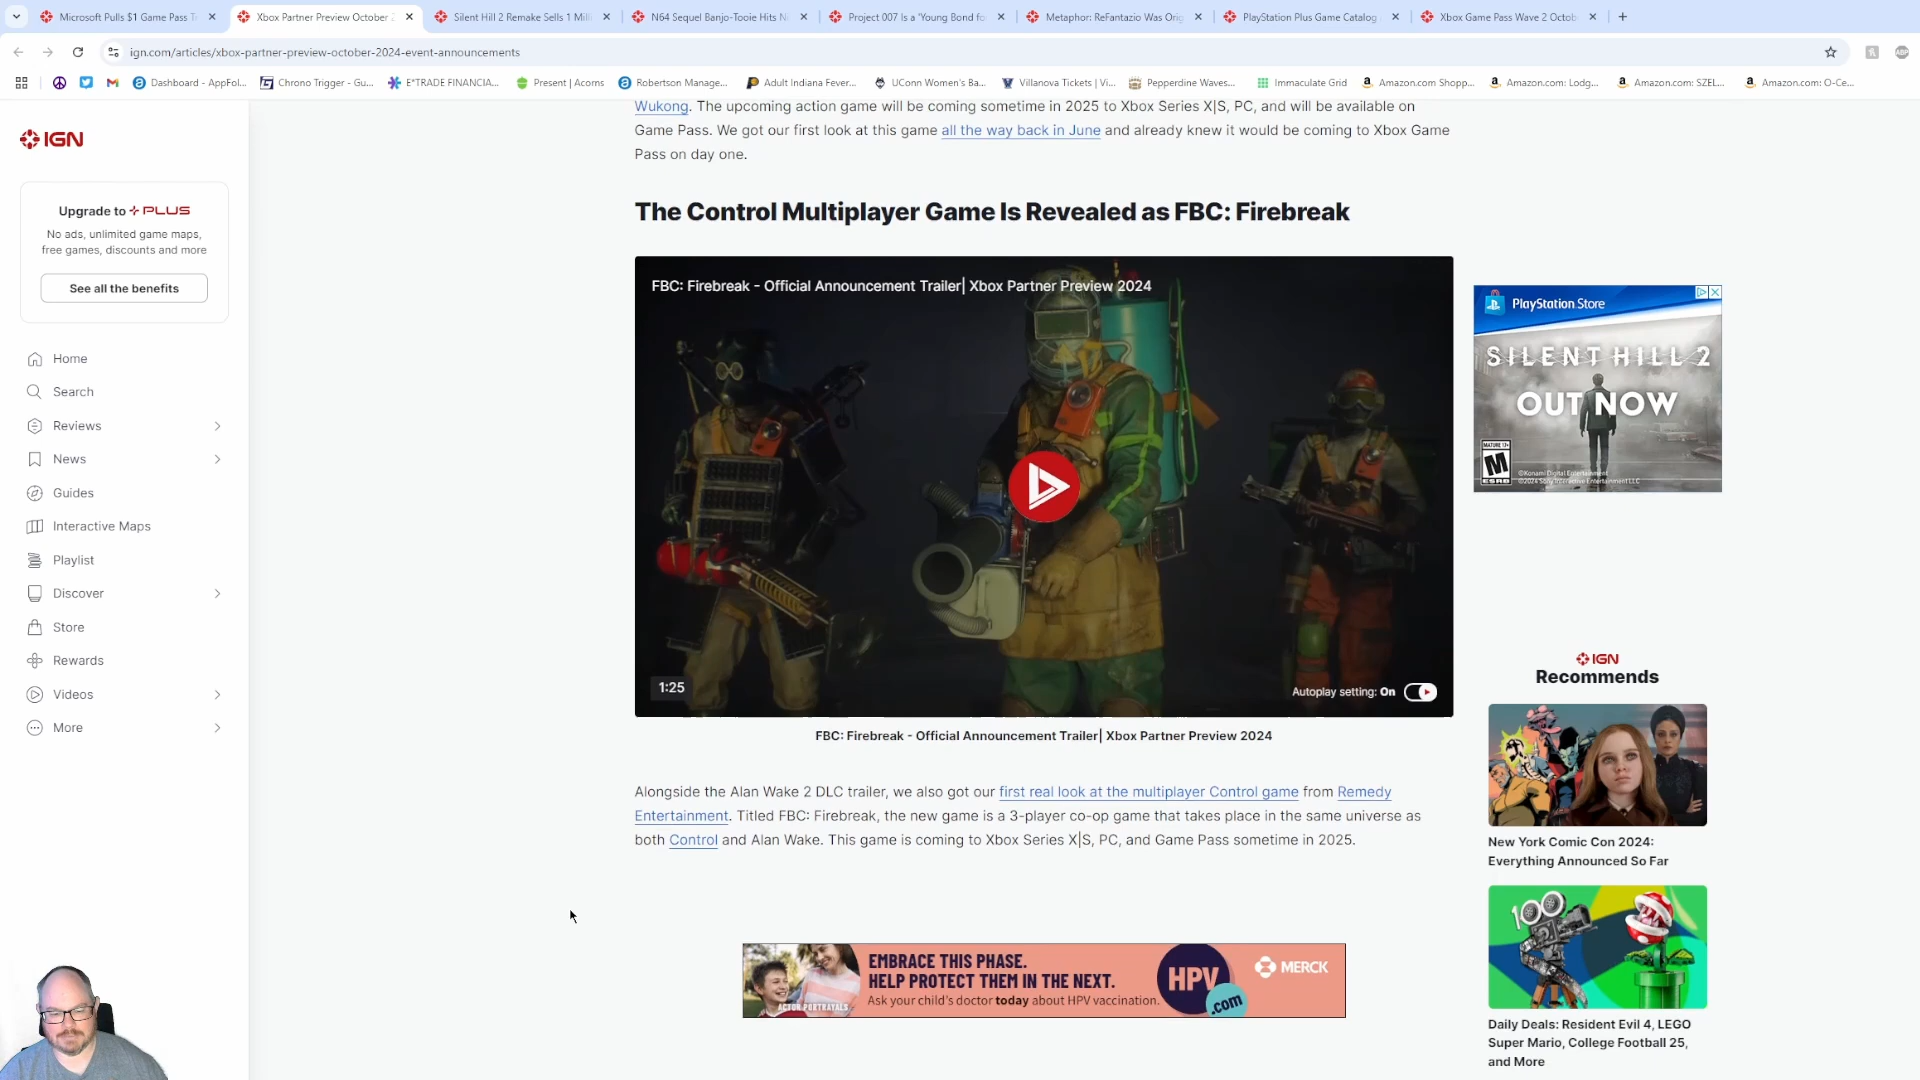 Microsoft Pulls $1 Game Pass T
Xbox Partner Preview October 2
Silent Hill 2 Remake Sells 1 Mill
N64 Sequel Banjo-Tooie Hits N
Project 007 Is a 'Young Bond fo
Metaphor: ReFantazio Was Orig
PlayStation Plus Game Catalog
Xbox Game Pass Wave 2 Octob
ign.com/articles/xbox-partner-preview-october-2024-event-announcements
ABP
Dashboard - AppFol...
Chrono Trigger - Gu...
E*TRADE FINANCIA...
Present | Acorns
Robertson Manage...
Adult Indiana Fever...
UConn Women's Ba...
Villanova Tickets | Vi...
Pepperdine Waves...
Immaculate Grid
Amazon.com Shopp...
Amazon.com: Lodg...
Amazon.com: SZEL...
Amazon.com: O-Ce...
IGN
Upgrade to PLUS
No ads, unlimited game maps,
free games, discounts and more
See all the benefits
Home
Search
Reviews
News
Guides
Interactive Maps
Playlist
Discover
Store
Rewards
Videos
More
Wukong. The upcoming action game will be coming sometime in 2025 to Xbox Series X|S, PC, and will be available on
Game Pass. We got our first look at this game all the way back in June and already knew it would be coming to Xbox Game
Pass on day one.
The Control Multiplayer Game Is Revealed as FBC: Firebreak
FBC: Firebreak - Official Announcement Trailer| Xbox Partner Preview 2024
1:25
Autoplay setting: On
FBC: Firebreak - Official Announcement Trailer| Xbox Partner Preview 2024
Alongside the Alan Wake 2 DLC trailer, we also got our first real look at the multiplayer Control game from Remedy
Entertainment. Titled FBC: Firebreak, the new game is a 3-player co-op game that takes place in the same universe as
both Control and Alan Wake. This game is coming to Xbox Series X|S, PC, and Game Pass sometime in 2025.
EMBRACE THIS PHASE.
HELP PROTECT THEM IN THE NEXT.
Ask your child's doctor today about HPV vaccination.
ACTOR PORTRAYALS
HPV
.com
MERCK
PlayStation Store
SILENT HILL 2
OUT NOW
MATURE 17+
M
ESRB
©Konami Digital Entertainment
©2024 Sony Interactive Entertainment LLC
IGN
Recommends
New York Comic Con 2024:
Everything Announced So Far
Daily Deals: Resident Evil 4, LEGO
Super Mario, College Football 25,
and More